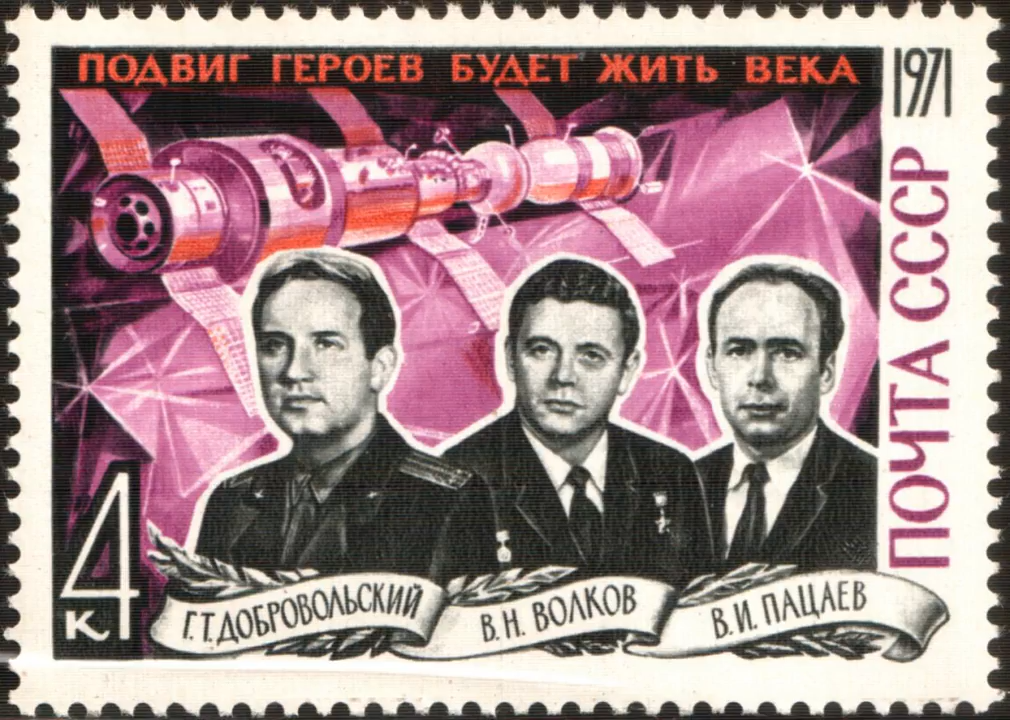 ПОДВИГ ГЕРОЕВ БУДЕТ ЖИТЬ ВЕКА
1971
ПОЧТА СССР
4
к
Г.Т.ДОБРОВОЛЬСКИЙ
В.Н.ВОЛКОВ
В.И.ПАЦАЕВ